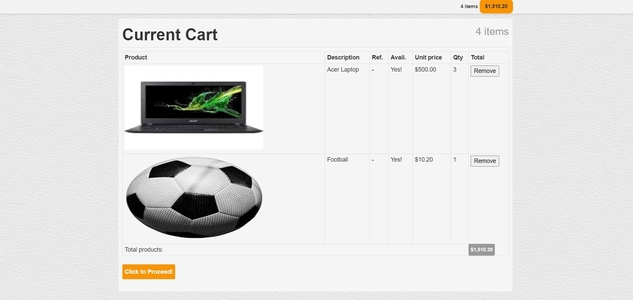 4 items $1,510.20
Current Cart
4 items
Product Description Ref. Avail. Unit price Qty Total
Acer Laptop - Yes! $500.00 3 Remove
Football - Yes! $10.20 1 Remove
Total products: $1,510.20
Click to Proceed!